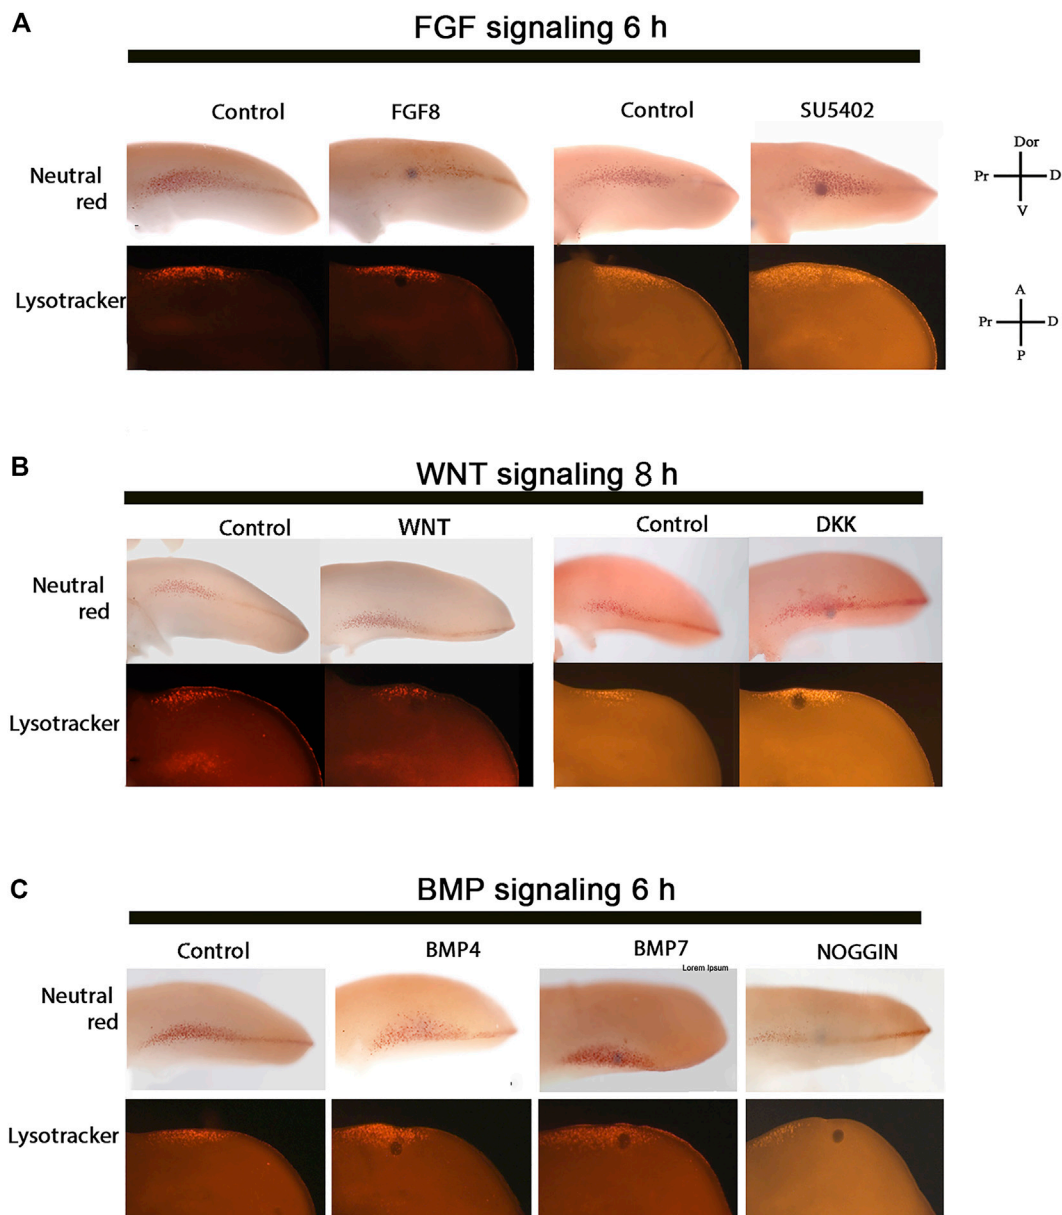 A
FGF signaling 6 h
Control
FGF8
Control
SU5402
Neutral
red
Dor
Pr
D
V
Lysotracker
A
Pr
D
P
B
WNT signaling 8 h
Control
WNT
Control
DKK
Neutral
red
Lysotracker
C
BMP signaling 6 h
Control
BMP4
BMP7
NOGGIN
Lorem Ipsum
Neutral
red
Lysotracker